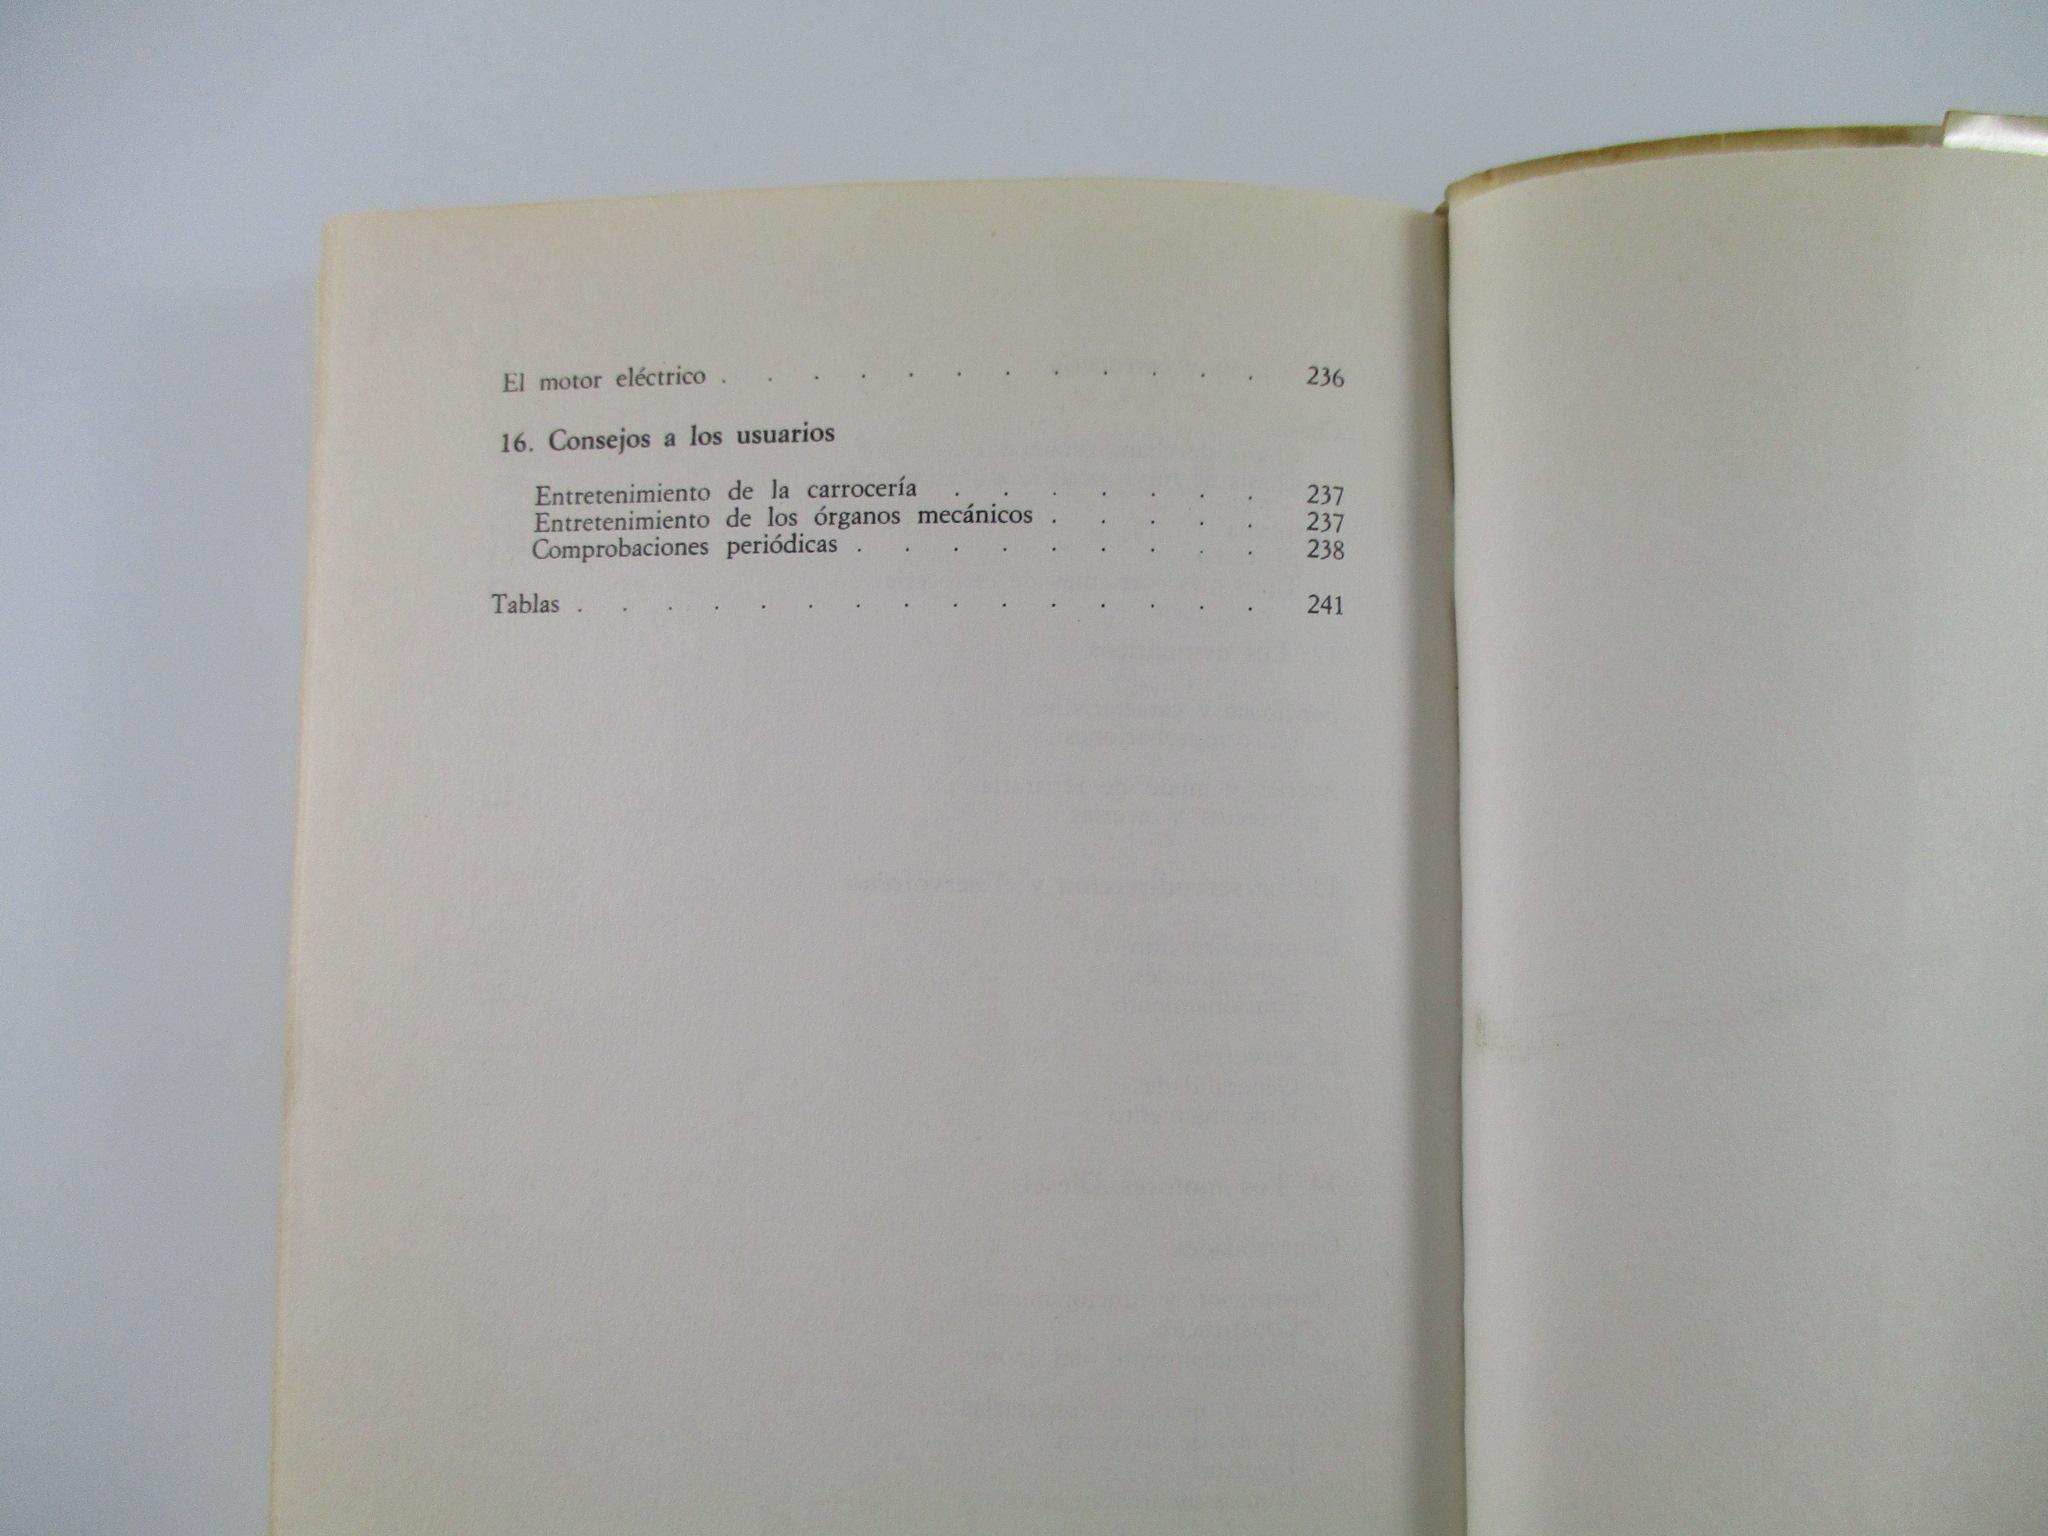 El motor eléctrico . . . . . . . . . . . . 236
16. Consejos a los usuarios
Entretenimiento de la carrocería . . . . . . . 237
Entretenimiento de los órganos mecánicos . . . . . 237
Comprobaciones periódicas . . . . . . . . . 238
Tablas . . . . . . . . . . . . . . . 241